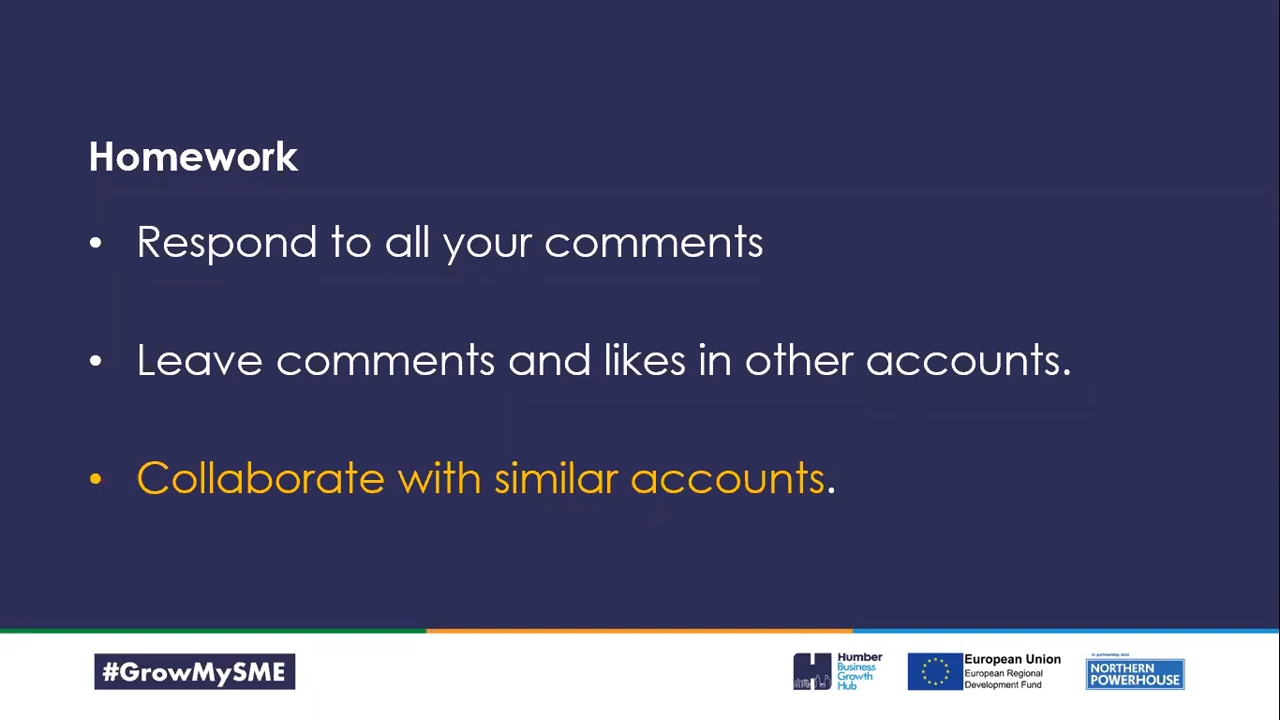 Homework
• Respond to all your comments
• Leave comments and likes in other accounts.
• Collaborate with similar accounts.
#GrowMySME
Humber
Business
Growth
Hub
European Union
European Regional
Development Fund
In partnership with
NORTHERN
POWERHOUSE